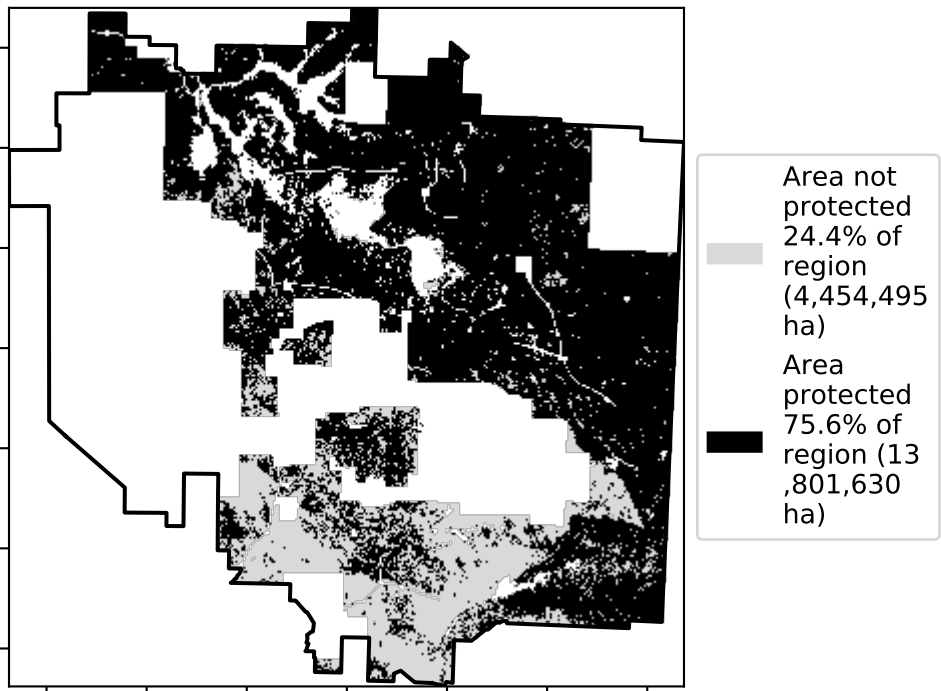 Area not
protected
24.4% of
region
(4,454,495
ha)
Area
protected
75.6% of
region (13
,801,630
ha)